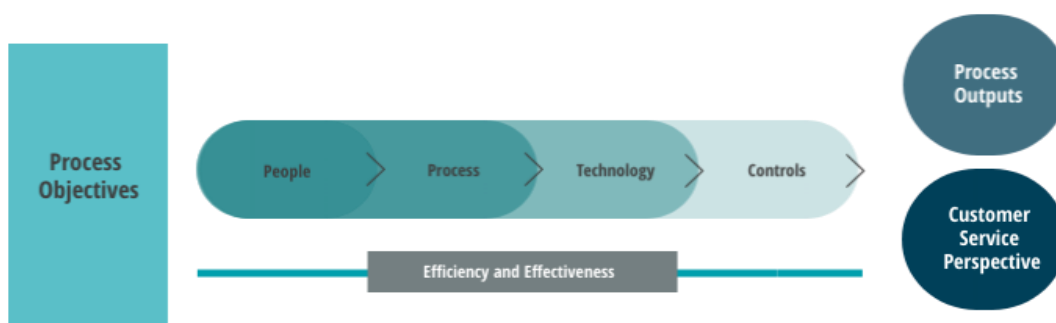 Process
Objectives
People
Process
Technology
Controls
Efficiency and Effectiveness
Process
Outputs
Customer
Service
Perspective